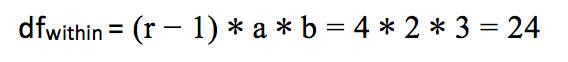 dfwithin = (r − 1) * a * b = 4 * 2 * 3 = 24